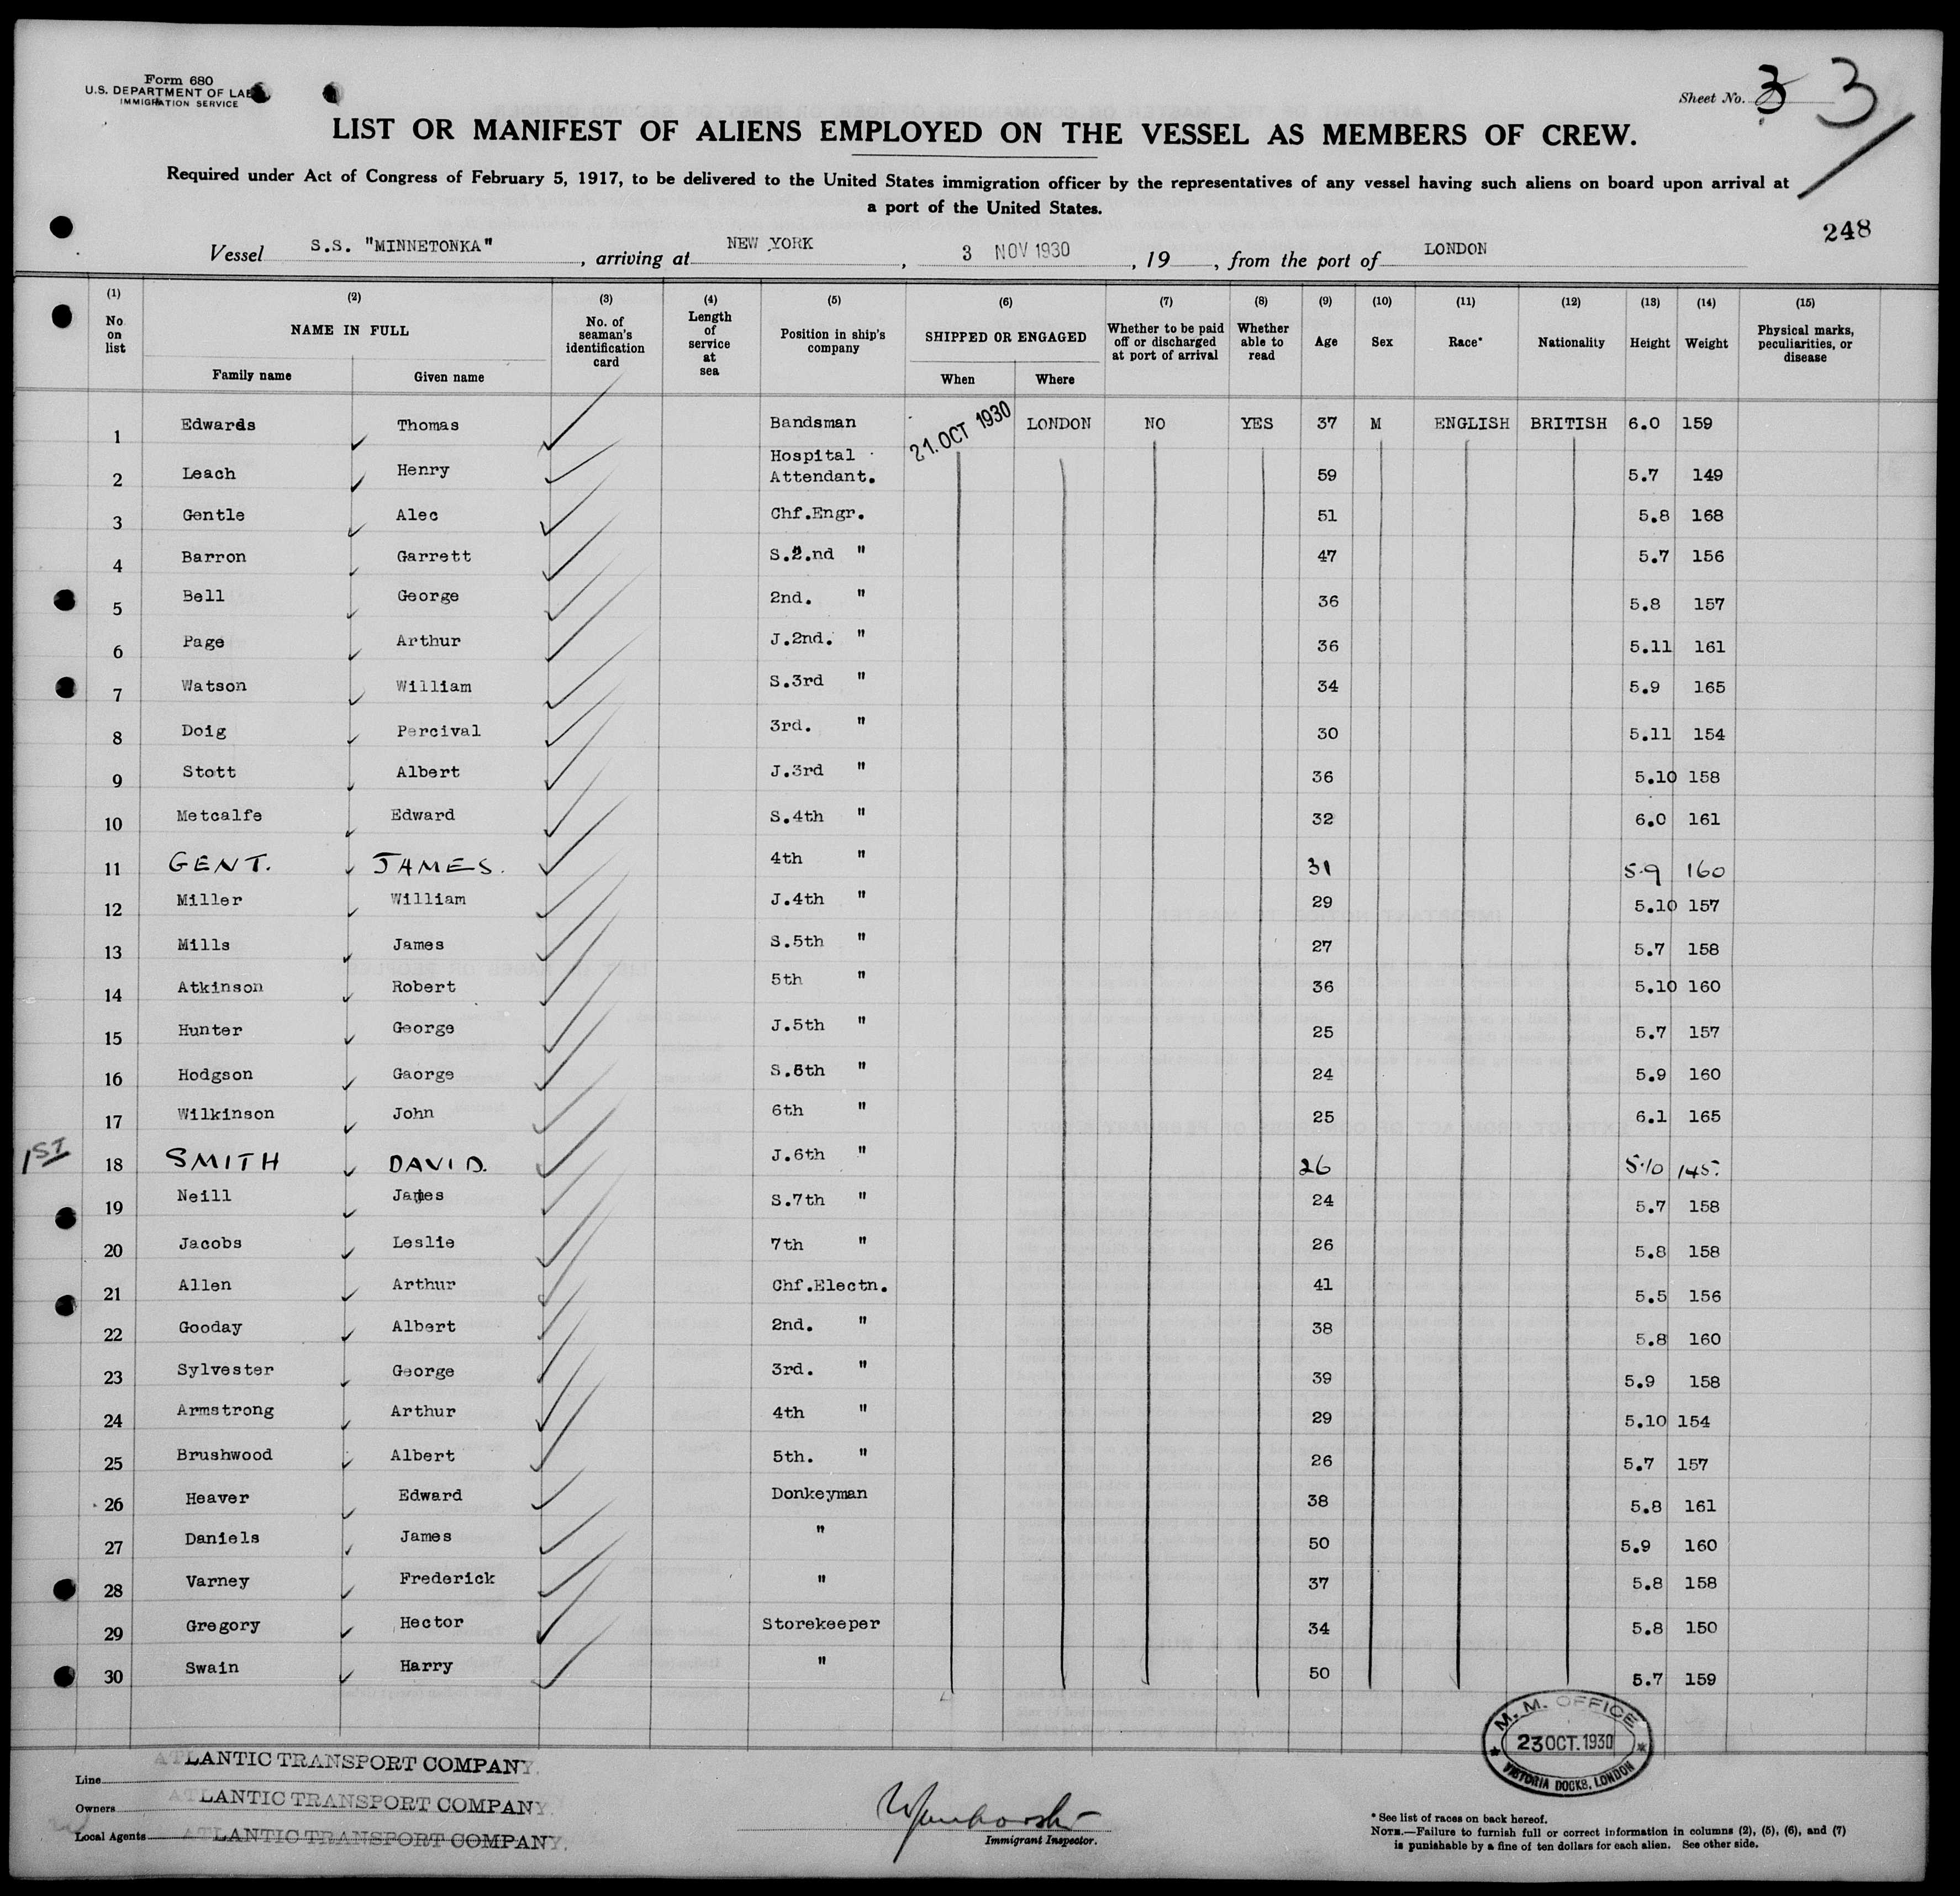 Form 680
U.S. DEPARTMENT OF LAB
IMMIGRATION SERVICE
Sheet No. 3 3
LIST OR MANIFEST OF ALIENS EMPLOYED ON THE VESSEL AS MEMBERS OF CREW.
Required under Act of Congress of February 5, 1917, to be delivered to the United States immigration officer by the representatives of any vessel having such aliens on board upon arrival at
a port of the United States.
248
Vessel S.S. "MINNETONKA", arriving at NEW YORK, 3 NOV 1930, 19, from the port of LONDON
(1) (2) (3) (4) (5) (6) (7) (8) (9) (10) (11) (12) (13) (14) (15)
No on list NAME IN FULL No. of seaman's identification card Length of service at sea Position in ship's company SHIPPED OR ENGAGED Whether to be paid off or discharged at port of arrival Whether able to read Age Sex Race* Nationality Height Weight Physical marks, peculiarities, or disease
Family name Given name When Where
1 Edwards Thomas Bandsman 21.OCT 1930 LONDON NO YES 37 M ENGLISH BRITISH 6.0 159
2 Leach Henry Hospital Attendant. 59 5.7 149
3 Gentle Alec Chf.Engr. 51 5.8 168
4 Barron Garrett S.2.nd " 47 5.7 156
5 Bell George 2nd. " 36 5.8 157
6 Page Arthur J.2nd. " 36 5.11 161
7 Watson William S.3rd " 34 5.9 165
8 Doig Percival 3rd. " 30 5.11 154
9 Stott Albert J.3rd " 36 5.10 158
10 Metcalfe Edward S.4th " 32 6.0 161
11 GENT. JAMES. 4th " 31 5.9 160
12 Miller William J.4th " 29 5.10 157
13 Mills James S.5th " 27 5.7 158
14 Atkinson Robert 5th " 36 5.10 160
15 Hunter George J.5th " 25 5.7 157
16 Hodgson Gaorge S.6th " 24 5.9 160
17 Wilkinson John 6th " 25 6.1 165
1ST 18 SMITH DAVID. J.6th " 26 5.10 145.
19 Neill James S.7th " 24 5.7 158
20 Jacobs Leslie 7th " 26 5.8 158
21 Allen Arthur Chf.Electn. 41 5.5 156
22 Gooday Albert 2nd. " 38 5.8 160
23 Sylvester George 3rd. " 39 5.9 158
24 Armstrong Arthur 4th " 29 5.10 154
25 Brushwood Albert 5th. " 26 5.7 157
26 Heaver Edward Donkeyman 38 5.8 161
27 Daniels James " 50 5.9 160
28 Varney Frederick " 37 5.8 158
29 Gregory Hector Storekeeper 34 5.8 150
30 Swain Harry " 50 5.7 159
M. M. OFFICE
23 OCT. 1930
VICTORIA DOCKS, LONDON
Line ATLANTIC TRANSPORT COMPANY.
Owners ATLANTIC TRANSPORT COMPANY.
Local Agents ATLANTIC TRANSPORT COMPANY.
Immigrant Inspector.
* See list of races on back hereof.
NOTE.—Failure to furnish full or correct information in columns (2), (5), (6), and (7)
is punishable by a fine of ten dollars for each alien. See other side.